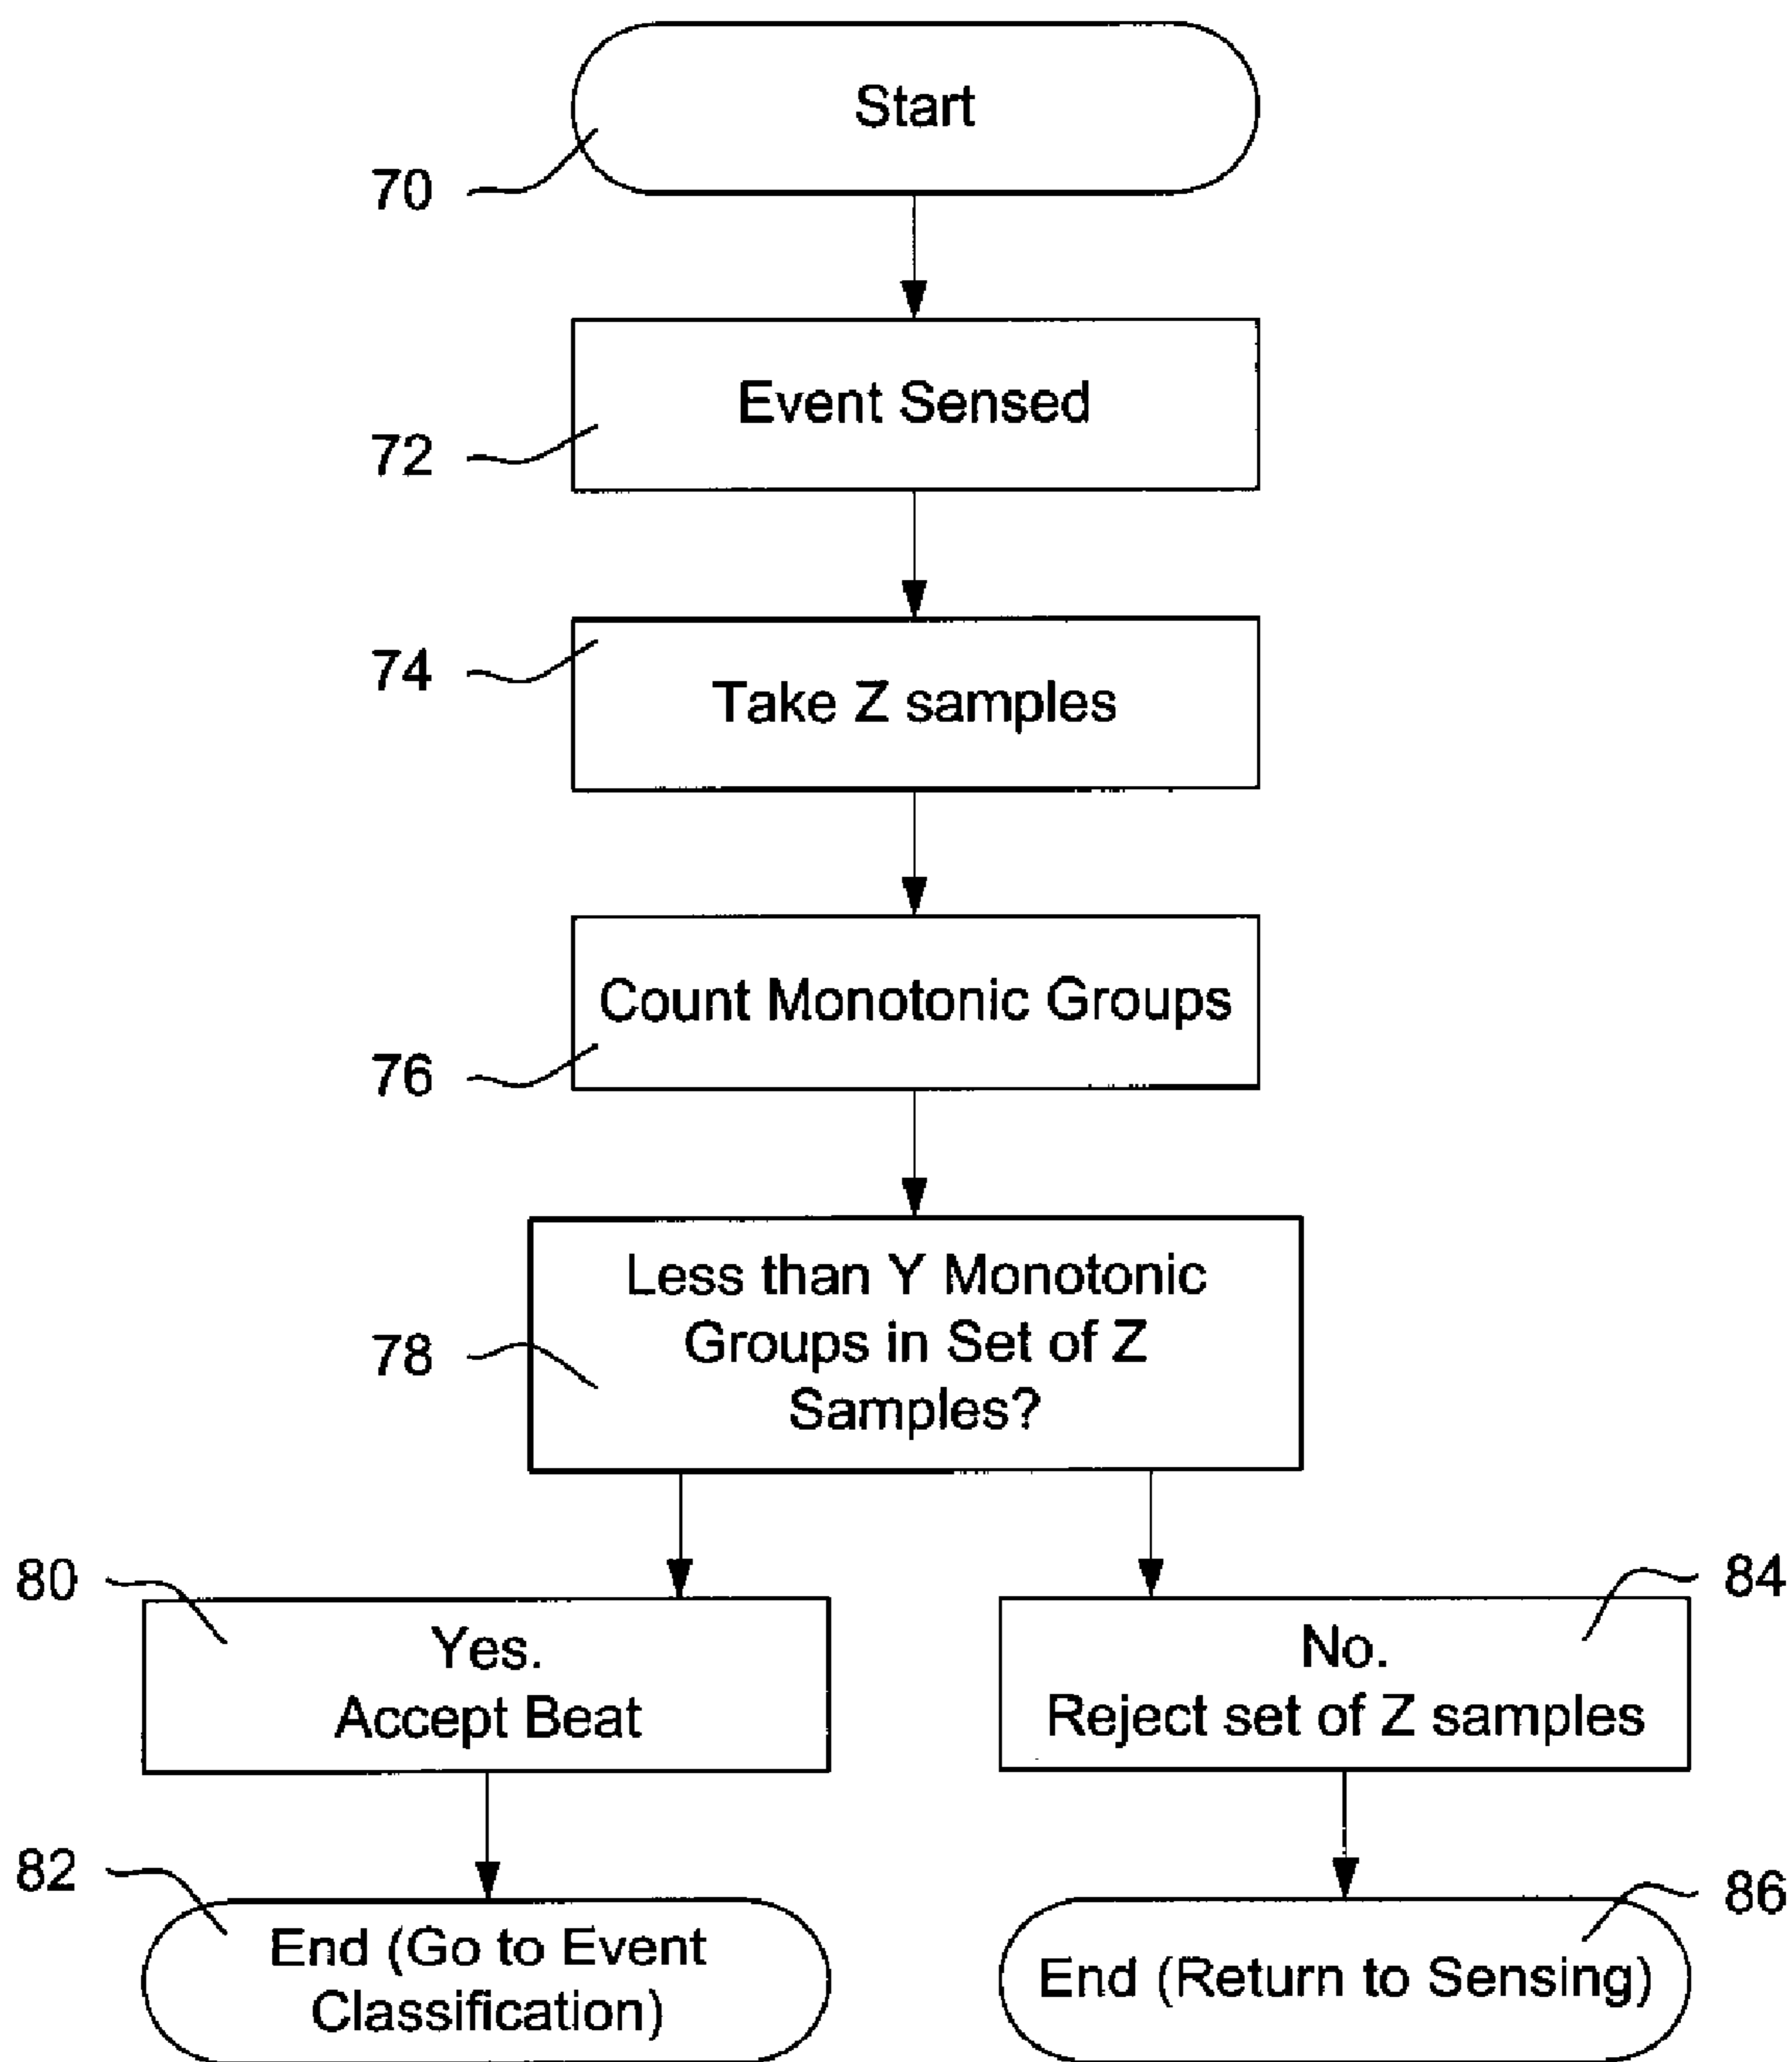 Start
70
Event Sensed
72
74
Take Z samples
Count Monotonic Groups
76
Less than Y Monotonic
Groups in Set of Z
Samples?
78
80
Yes.
Accept Beat
84
No.
Reject set of Z samples
82
End (Go to Event
Classification)
86
End (Return to Sensing)